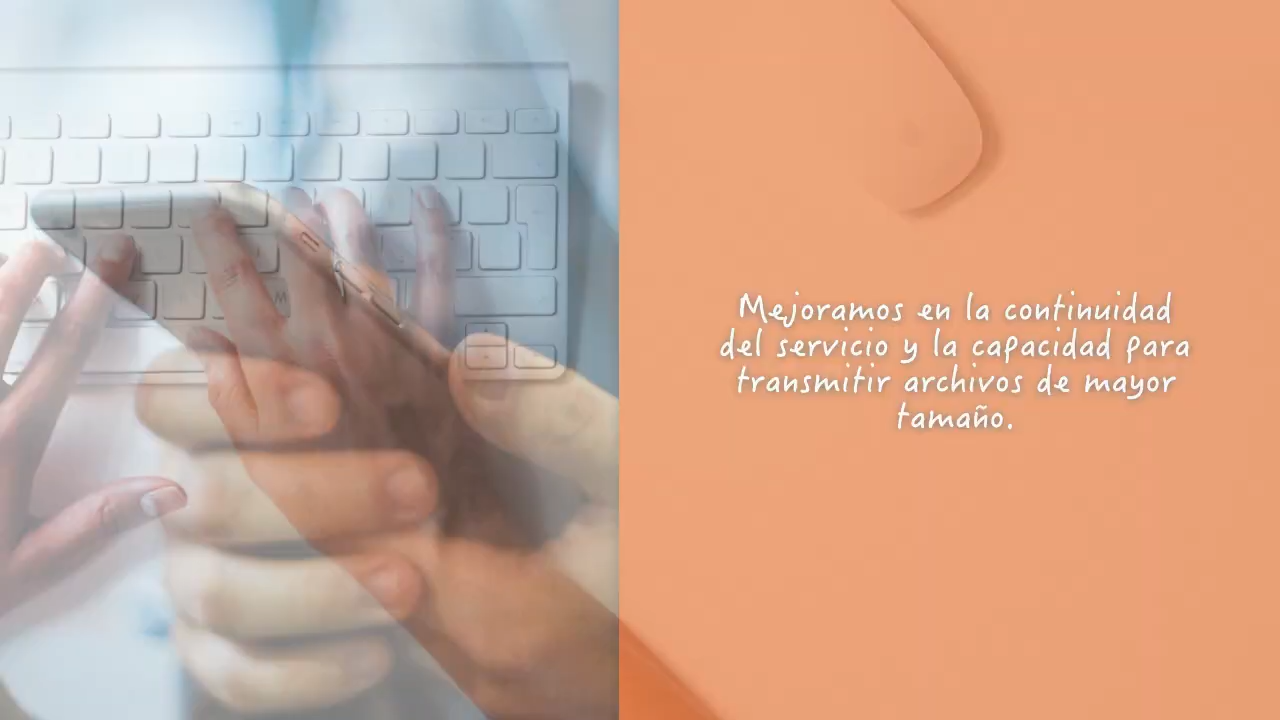 Mejoramos en la continuidad
del servicio y la capacidad para
transmitir archivos de mayor
tamaño.